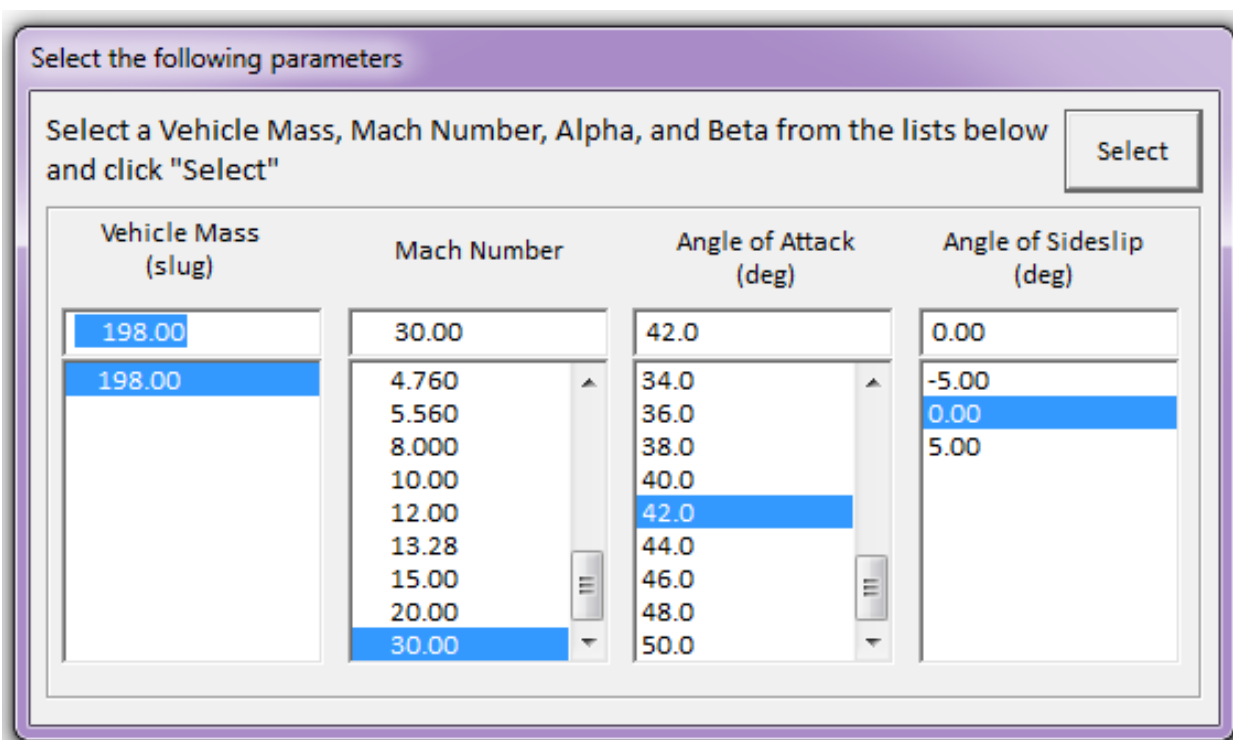 Select the following parameters
Select a Vehicle Mass, Mach Number, Alpha, and Beta from the lists below
and click "Select"
Select
Vehicle Mass
(slug)
Mach Number
Angle of Attack
(deg)
Angle of Sideslip
(deg)
198.00
30.00
42.0
0.00
198.00
4.760
5.560
8.000
10.00
12.00
13.28
15.00
20.00
30.00
34.0
36.0
38.0
40.0
42.0
44.0
46.0
48.0
50.0
-5.00
0.00
5.00